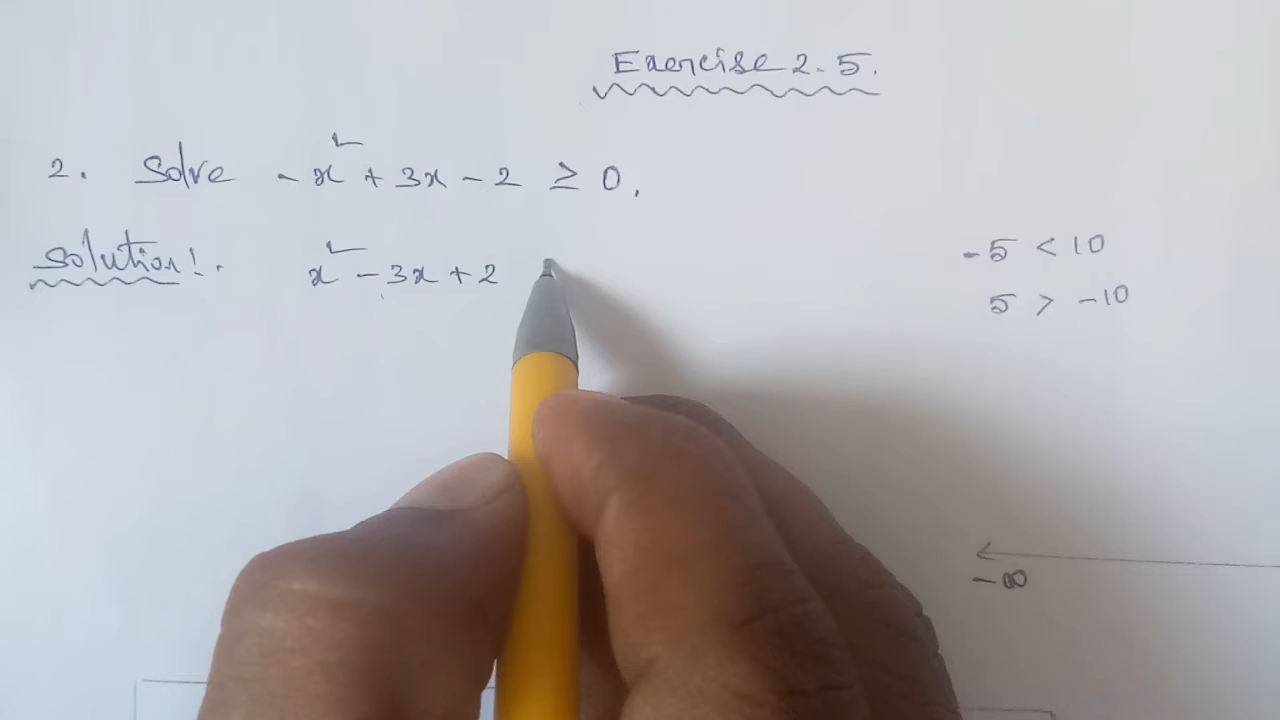 Exercise 2.5.
2. Solve -x² + 3x - 2 ≥ 0.
Solution:.
x² - 3x + 2
-5 < 10
5 > -10
-∞